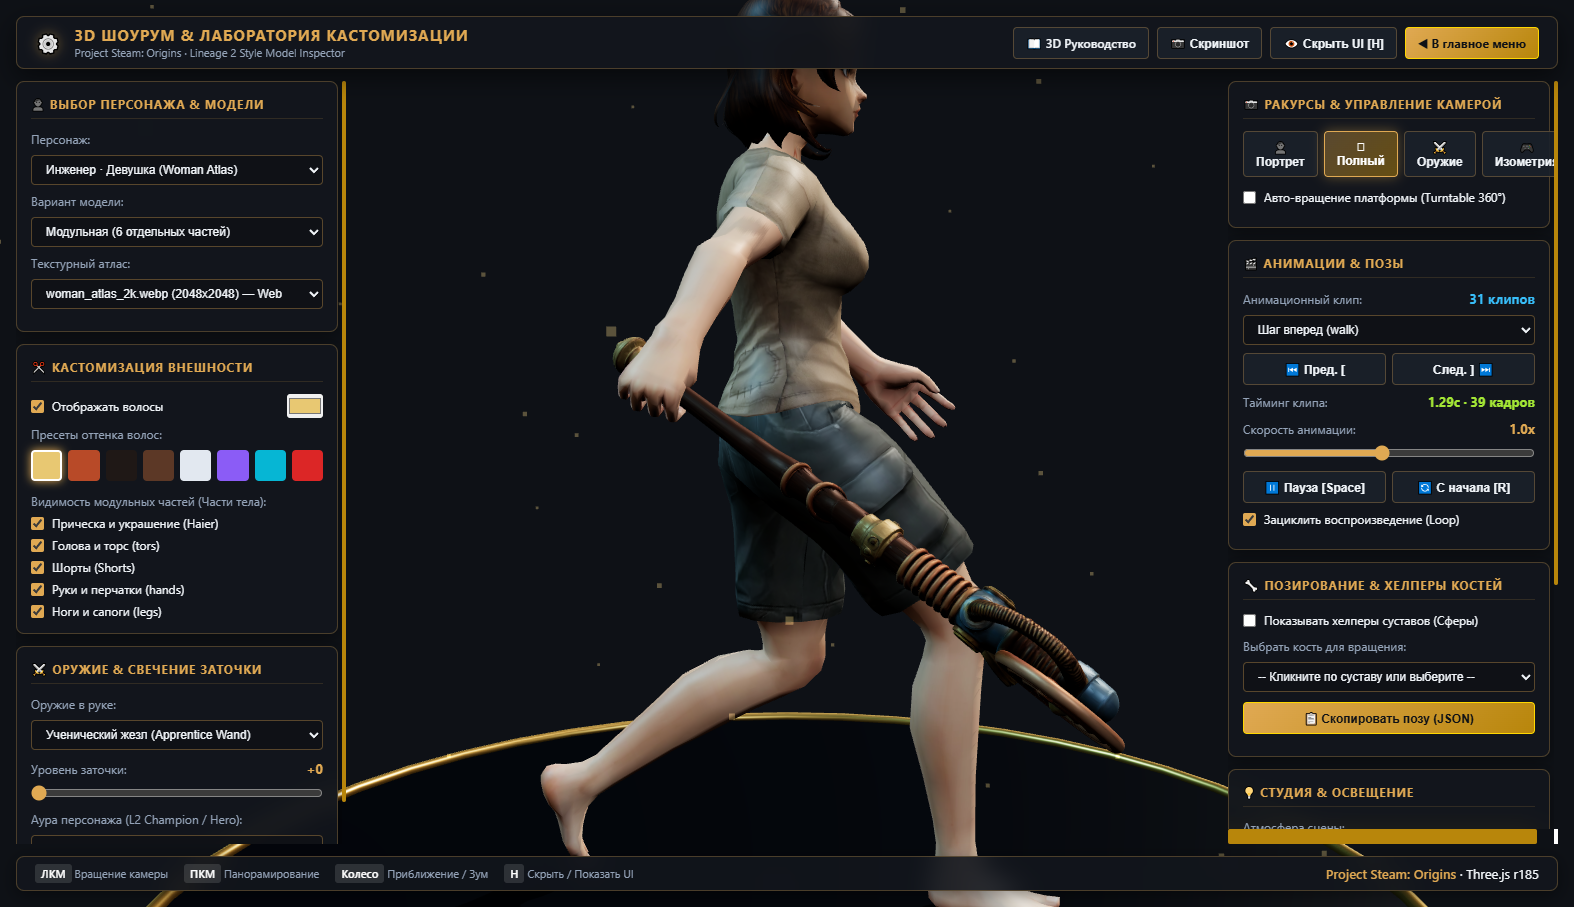 3D ШОУРУМ & ЛАБОРАТОРИЯ КАСТОМИЗАЦИИ
Project Steam: Origins · Lineage 2 Style Model Inspector
3D Руководство
Скриншот
Скрыть UI [H]
В главное меню
ВЫБОР ПЕРСОНАЖА & МОДЕЛИ
Персонаж:
Инженер - Девушка (Woman Atlas)
Вариант модели:
Модульная (6 отдельных частей)
Текстурный атлас:
woman_atlas_2k.webp (2048x2048) — Web
КАСТОМИЗАЦИЯ ВНЕШНОСТИ
Отображать волосы
Пресеты оттенка волос:
Видимость модульных частей (Части тела):
Прическа и украшение (Haier)
Голова и торс (tors)
Шорты (Shorts)
Руки и перчатки (hands)
Ноги и сапоги (legs)
ОРУЖИЕ & СВЕЧЕНИЕ ЗАТОЧКИ
Оружие в руке:
Ученический жезл (Apprentice Wand)
Уровень заточки: +0
Аура персонажа (L2 Champion / Hero):
РАКУРСЫ & УПРАВЛЕНИЕ КАМЕРОЙ
Портрет
Полный
Оружие
Изометрия
Авто-вращение платформы (Turntable 360°)
АНИМАЦИИ & ПОЗЫ
Анимационный клип: 31 клипов
Шаг вперед (walk)
Пред. [
След. ]
Тайминг клипа: 1.29с · 39 кадров
Скорость анимации: 1.0x
Пауза [Space]
С начала [R]
Зациклить воспроизведение (Loop)
ПОЗИРОВАНИЕ & ХЕЛПЕРЫ КОСТЕЙ
Показывать хелперы суставов (Сферы)
Выбрать кость для вращения:
-- Кликните по суставу или выберите --
Скопировать позу (JSON)
СТУДИЯ & ОСВЕЩЕНИЕ
Атмосфера сцены:
ЛКМ Вращение камеры
ПКМ Панорамирование
Колесо Приближение / Зум
H Скрыть / Показать UI
Project Steam: Origins · Three.js r185